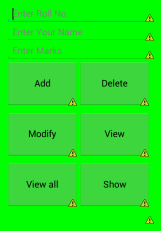 Enter Roll No
Enter Your Name
Enter Marks
Add Delete
Modify View
View all Show